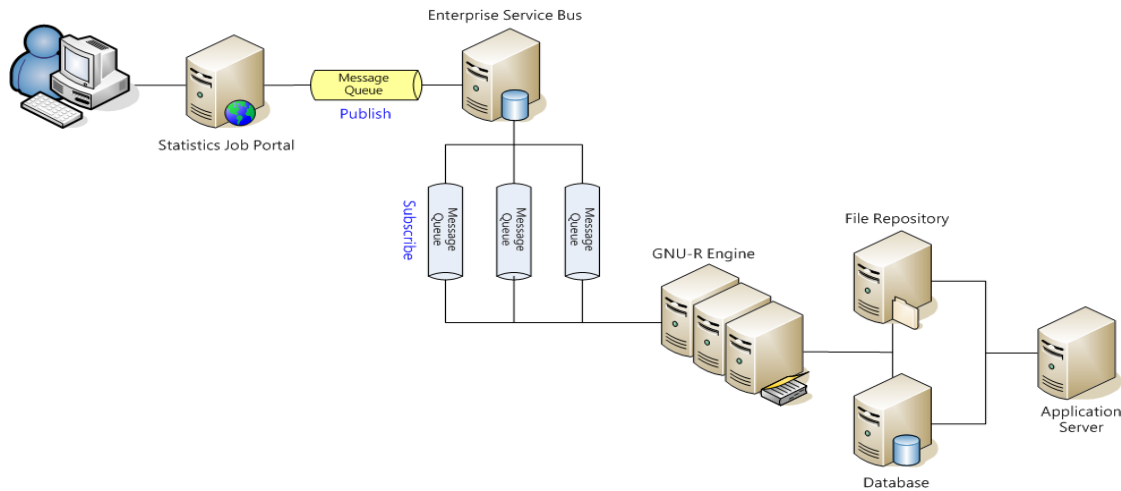 Enterprise Service Bus
Message
Queue
Publish
Statistics Job Portal
Subscribe
Message
Queue
Message
Queue
Message
Queue
File Repository
GNU-R Engine
Application
Server
Database